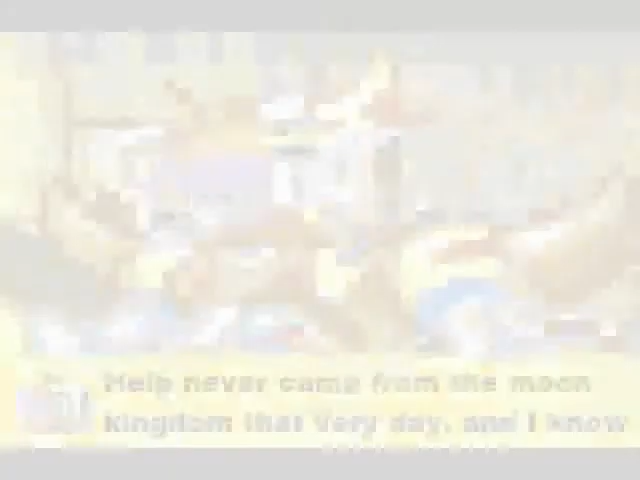 Help never came from the moon
kingdom that very day, and I know